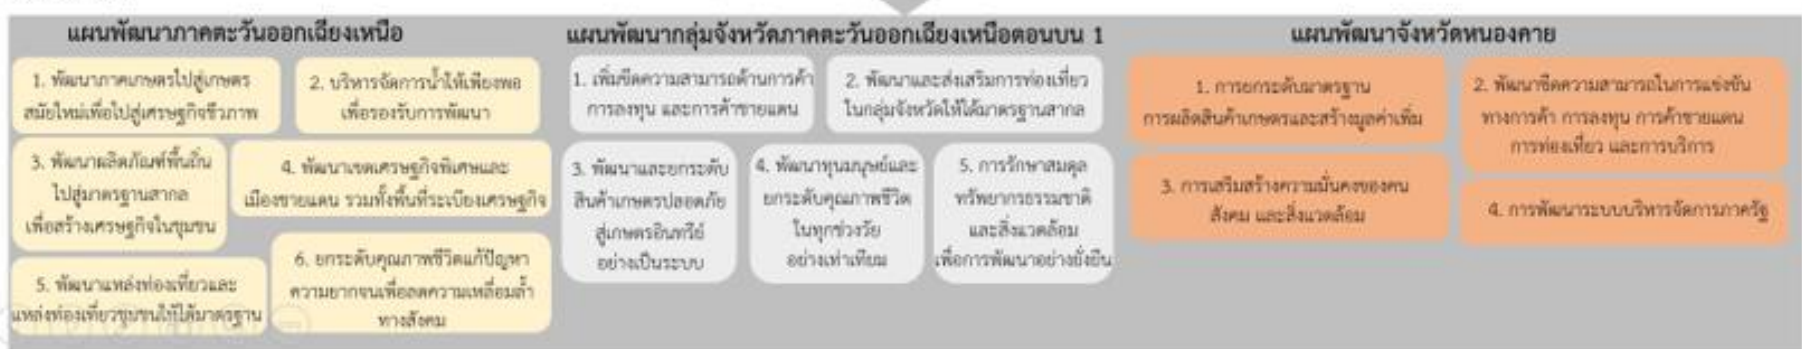 แผนพัฒนาภาคตะวันออกเฉียงเหนือ
1. พัฒนาภาคเกษตรไปสู่เกษตร
สมัยใหม่เพื่อไปสู่เศรษฐกิจชีวภาพ
2. บริหารจัดการน้ำให้เพียงพอ
เพื่อรองรับการพัฒนา
3. พัฒนาผลิตภัณฑ์พื้นถิ่น
ไปสู่มาตรฐานสากล
เพื่อสร้างเศรษฐกิจในชุมชน
4. พัฒนาเขตเศรษฐกิจพิเศษและ
เมืองชายแดน รวมทั้งพื้นที่ระเบียงเศรษฐกิจ
5. พัฒนาแหล่งท่องเที่ยวและ
แหล่งท่องเที่ยวชุมชนให้ได้มาตรฐาน
6. ยกระดับคุณภาพชีวิตแก้ปัญหา
ความยากจนเพื่อลดความเหลื่อมล้ำ
ทางสังคม
แผนพัฒนากลุ่มจังหวัดภาคตะวันออกเฉียงเหนือตอนบน 1
1. เพิ่มขีดความสามารถด้านการค้า
การลงทุน และการค้าชายแดน
2. พัฒนาและส่งเสริมการท่องเที่ยว
ในกลุ่มจังหวัดให้ได้มาตรฐานสากล
3. พัฒนาและยกระดับ
สินค้าเกษตรปลอดภัย
สู่เกษตรอินทรีย์
อย่างเป็นระบบ
4. พัฒนาทุนมนุษย์และ
ยกระดับคุณภาพชีวิต
ในทุกช่วงวัย
อย่างเท่าเทียม
5. การรักษาสมดุล
ทรัพยากรธรรมชาติ
และสิ่งแวดล้อม
เพื่อการพัฒนาอย่างยั่งยืน
แผนพัฒนาจังหวัดหนองคาย
1. การยกระดับมาตรฐาน
การผลิตสินค้าเกษตรและสร้างมูลค่าเพิ่ม
2. พัฒนาขีดความสามารถในการแข่งขัน
ทางการค้า การลงทุน การค้าชายแดน
การท่องเที่ยว และการบริการ
3. การเสริมสร้างความมั่นคงของคน
สังคม และสิ่งแวดล้อม
4. การพัฒนาระบบบริหารจัดการภาครัฐ